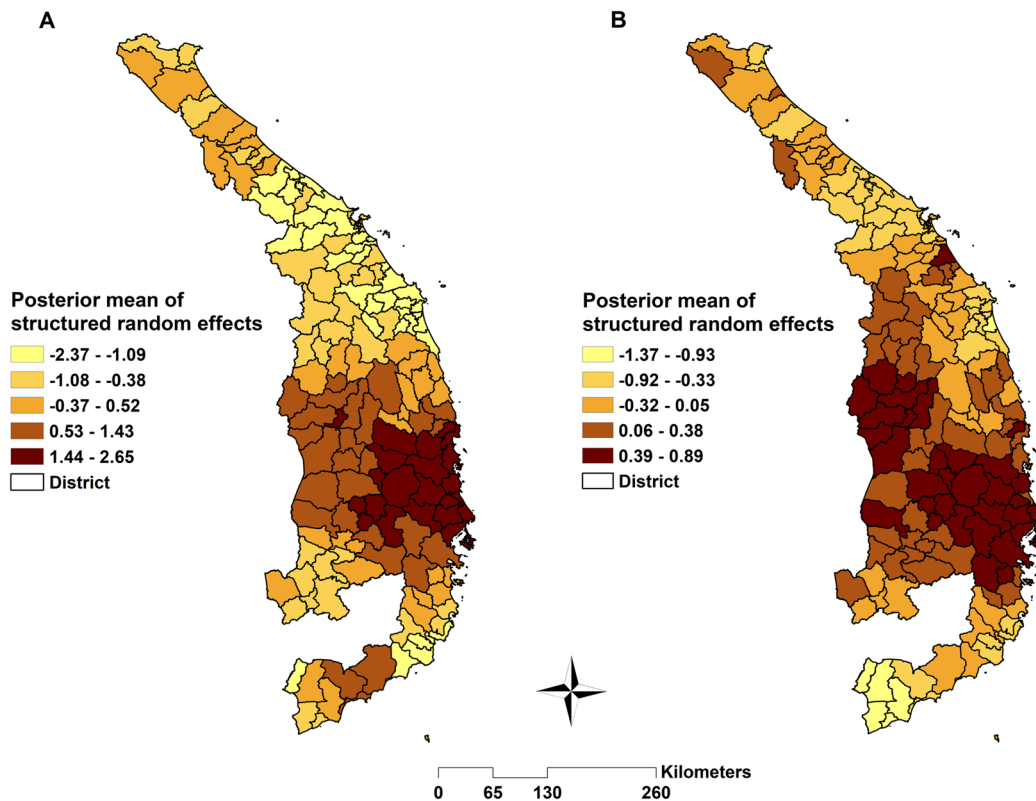 A
B
Posterior mean of
structured random effects
-2.37 - -1.09
-1.08 - -0.38
-0.37 - 0.52
0.53 - 1.43
1.44 - 2.65
District
Posterior mean of
structured random effects
-1.37 - -0.93
-0.92 - -0.33
-0.32 - 0.05
0.06 - 0.38
0.39 - 0.89
District
Kilometers
0 65 130 260